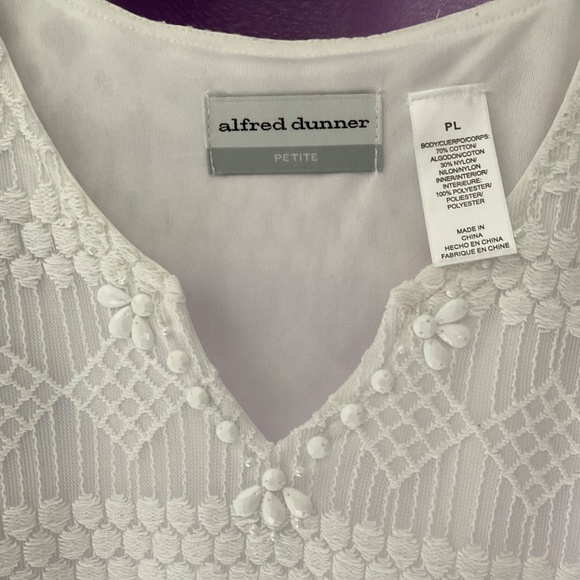 alfred dunner
PETITE
PL
BODY/CUERPO/CORPS:
70% COTTON/
ALGODON/COTON
30% NYLON/
NILON/NYLON
INNER/INTERIOR/
INTERIEURE:
100% POLYESTER/
POLIESTER/
POLYESTER
MADE IN
CHINA
HECHO EN CHINA
FABRIQUE EN CHINE